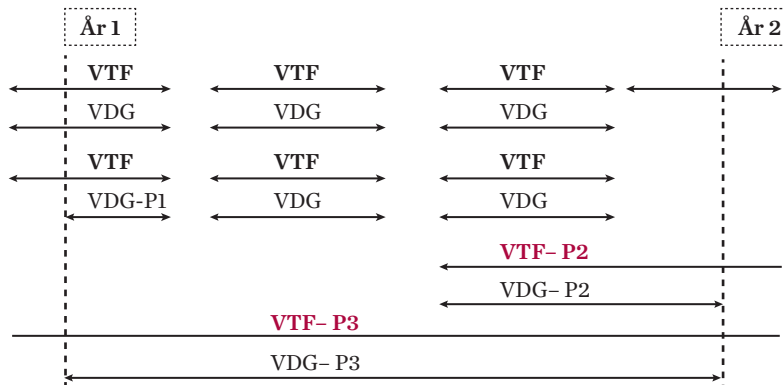 År 1 År 2
VTF VTF VTF
VDG VDG VDG
VTF VTF VTF
VDG-P1 VDG VDG
VTF– P2
VDG– P2
VTF– P3
VDG– P3